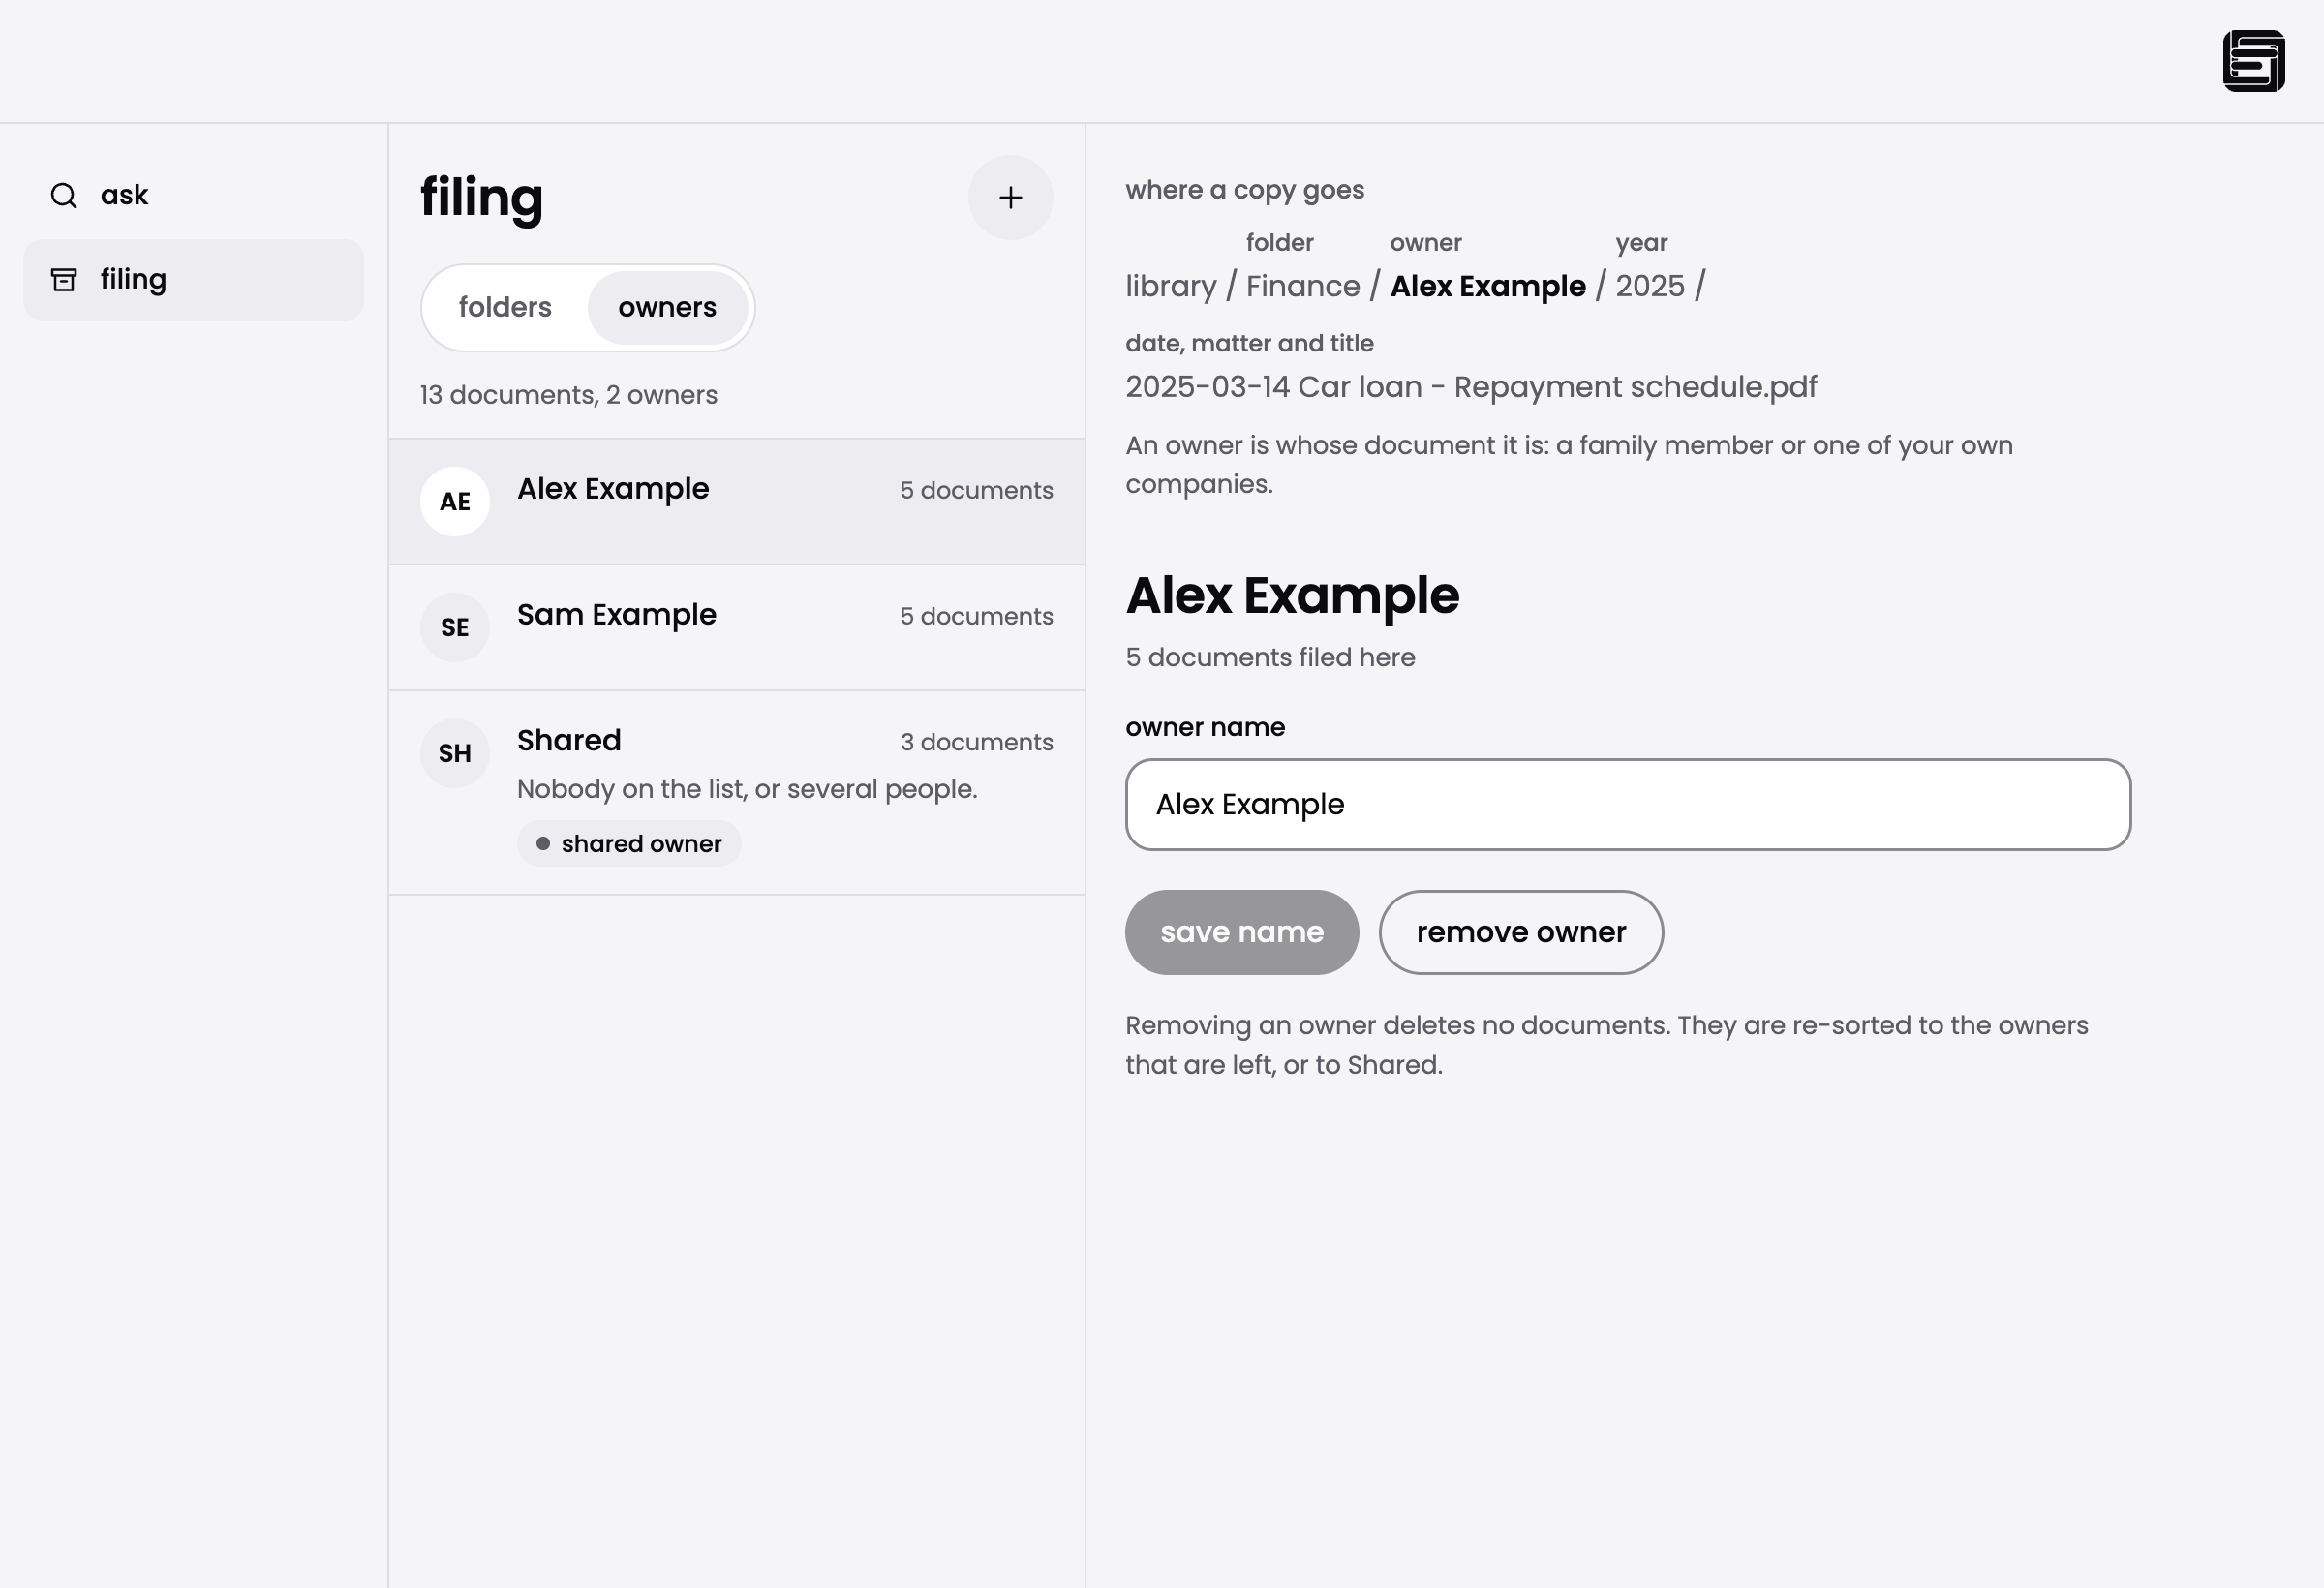 ask
filing
filing
folders
owners
13 documents, 2 owners
AE
Alex Example
5 documents
SE
Sam Example
5 documents
SH
Shared
3 documents
Nobody on the list, or several people.
shared owner
where a copy goes
folder owner year
library / Finance / Alex Example / 2025 /
date, matter and title
2025-03-14 Car loan - Repayment schedule.pdf
An owner is whose document it is: a family member or one of your own
companies.
Alex Example
5 documents filed here
owner name
Alex Example
save name
remove owner
Removing an owner deletes no documents. They are re-sorted to the owners
that are left, or to Shared.